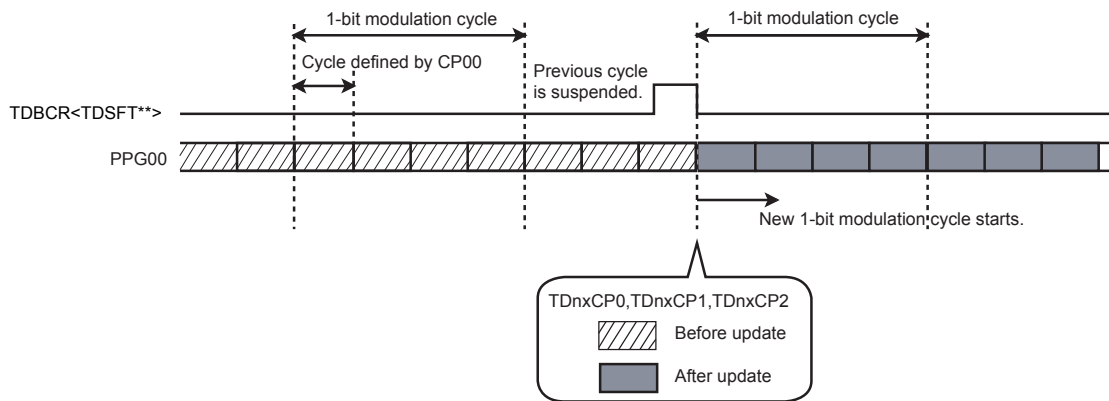 1-bit modulation cycle
1-bit modulation cycle
Cycle defined by CP00
Previous cycle
is suspended.
TDBCR<TDSFT**>
PPG00
New 1-bit modulation cycle starts.
TDnxCP0,TDnxCP1,TDnxCP2
Before update
After update